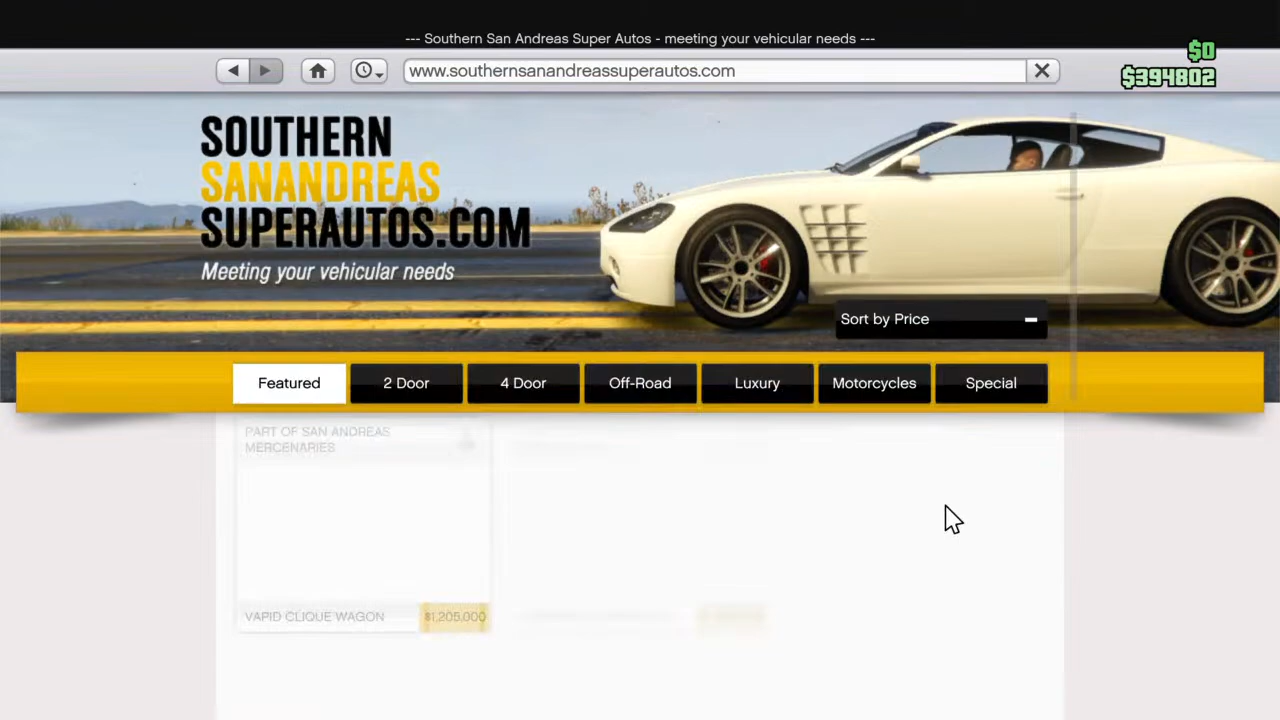 --- Southern San Andreas Super Autos - meeting your vehicular needs ---
$0
www.southernsanandreassuperautos.com
$394802
SOUTHERN
SANANDREAS
SUPERAUTOS.COM
Meeting your vehicular needs
Sort by Price
Featured
2 Door
4 Door
Off-Road
Luxury
Motorcycles
Special
PART OF SAN ANDREAS
MERCENARIES
VAPID CLIQUE WAGON
$1,205,000